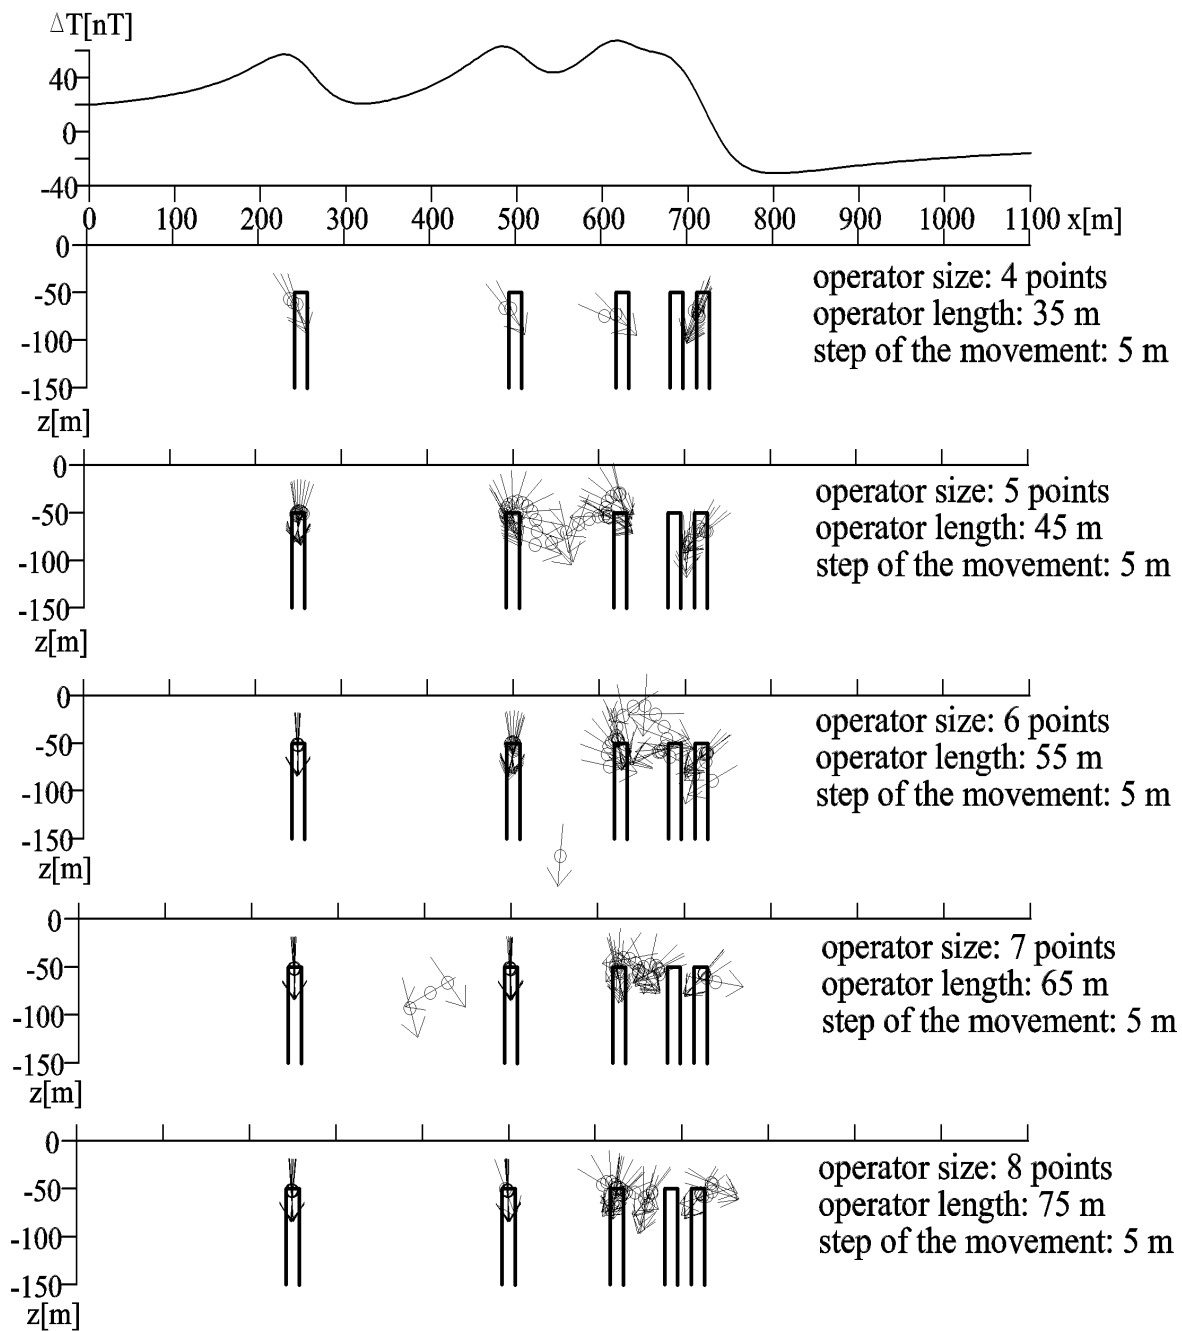 ΔT[nT]
40
0
-40
0 100 200 300 400 500 600 700 800 900 1000 1100 x[m]
0
-50
-100
-150
z[m]
operator size: 4 points
operator length: 35 m
step of the movement: 5 m
0
-50
-100
-150
z[m]
operator size: 5 points
operator length: 45 m
step of the movement: 5 m
0
-50
-100
-150
z[m]
operator size: 6 points
operator length: 55 m
step of the movement: 5 m
0
-50
-100
-150
z[m]
operator size: 7 points
operator length: 65 m
step of the movement: 5 m
0
-50
-100
-150
z[m]
operator size: 8 points
operator length: 75 m
step of the movement: 5 m